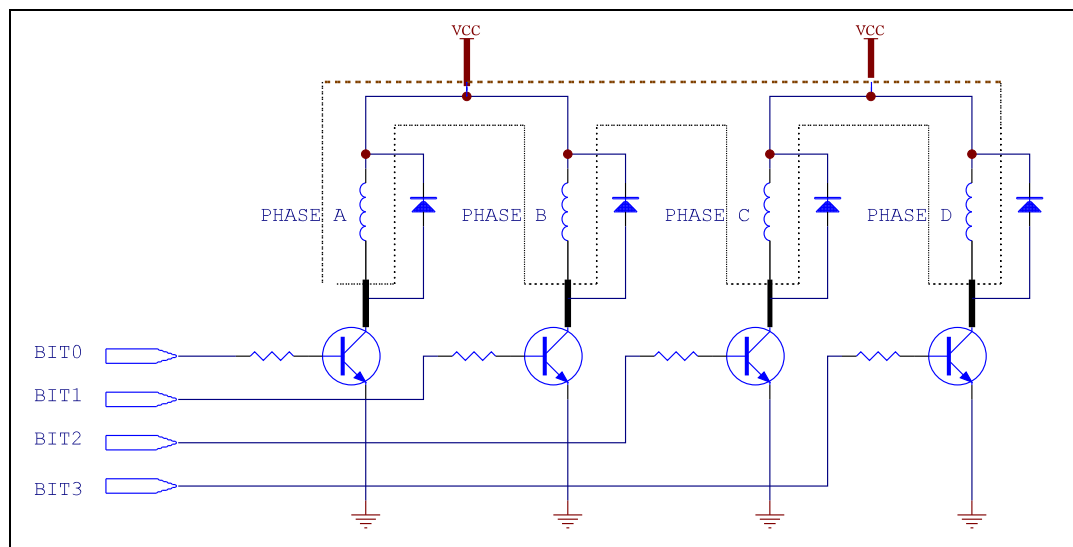 VCC VCC
PHASE A PHASE B PHASE C PHASE D
BIT0
BIT1
BIT2
BIT3